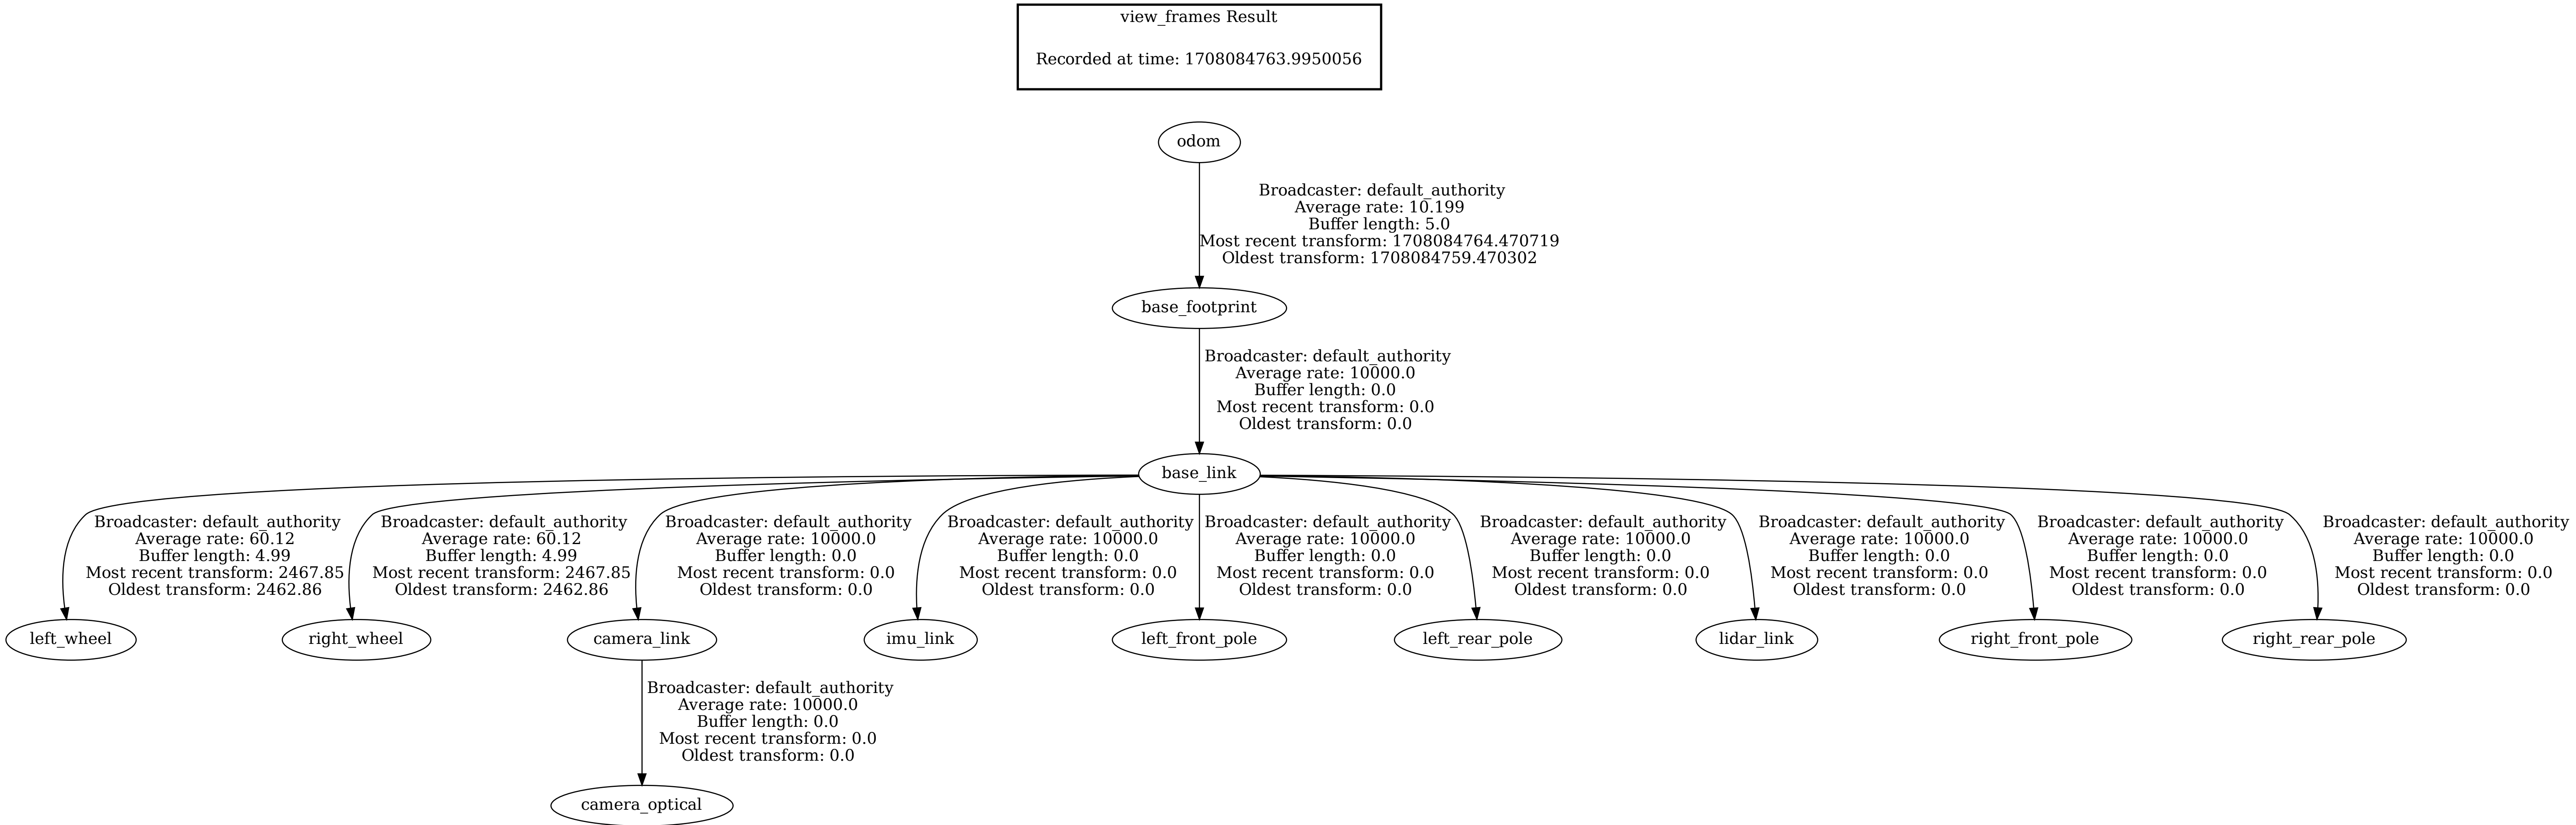 view_frames Result
Recorded at time: 1708084763.9950056
odom
Broadcaster: default_authority
Average rate: 10.199
Buffer length: 5.0
Most recent transform: 1708084764.470719
Oldest transform: 1708084759.470302
base_footprint
Broadcaster: default_authority
Average rate: 10000.0
Buffer length: 0.0
Most recent transform: 0.0
Oldest transform: 0.0
base_link
Broadcaster: default_authority
Average rate: 60.12
Buffer length: 4.99
Most recent transform: 2467.85
Oldest transform: 2462.86
Broadcaster: default_authority
Average rate: 60.12
Buffer length: 4.99
Most recent transform: 2467.85
Oldest transform: 2462.86
Broadcaster: default_authority
Average rate: 10000.0
Buffer length: 0.0
Most recent transform: 0.0
Oldest transform: 0.0
Broadcaster: default_authority
Average rate: 10000.0
Buffer length: 0.0
Most recent transform: 0.0
Oldest transform: 0.0
Broadcaster: default_authority
Average rate: 10000.0
Buffer length: 0.0
Most recent transform: 0.0
Oldest transform: 0.0
Broadcaster: default_authority
Average rate: 10000.0
Buffer length: 0.0
Most recent transform: 0.0
Oldest transform: 0.0
Broadcaster: default_authority
Average rate: 10000.0
Buffer length: 0.0
Most recent transform: 0.0
Oldest transform: 0.0
Broadcaster: default_authority
Average rate: 10000.0
Buffer length: 0.0
Most recent transform: 0.0
Oldest transform: 0.0
Broadcaster: default_authority
Average rate: 10000.0
Buffer length: 0.0
Most recent transform: 0.0
Oldest transform: 0.0
left_wheel
right_wheel
camera_link
imu_link
left_front_pole
left_rear_pole
lidar_link
right_front_pole
right_rear_pole
Broadcaster: default_authority
Average rate: 10000.0
Buffer length: 0.0
Most recent transform: 0.0
Oldest transform: 0.0
camera_optical